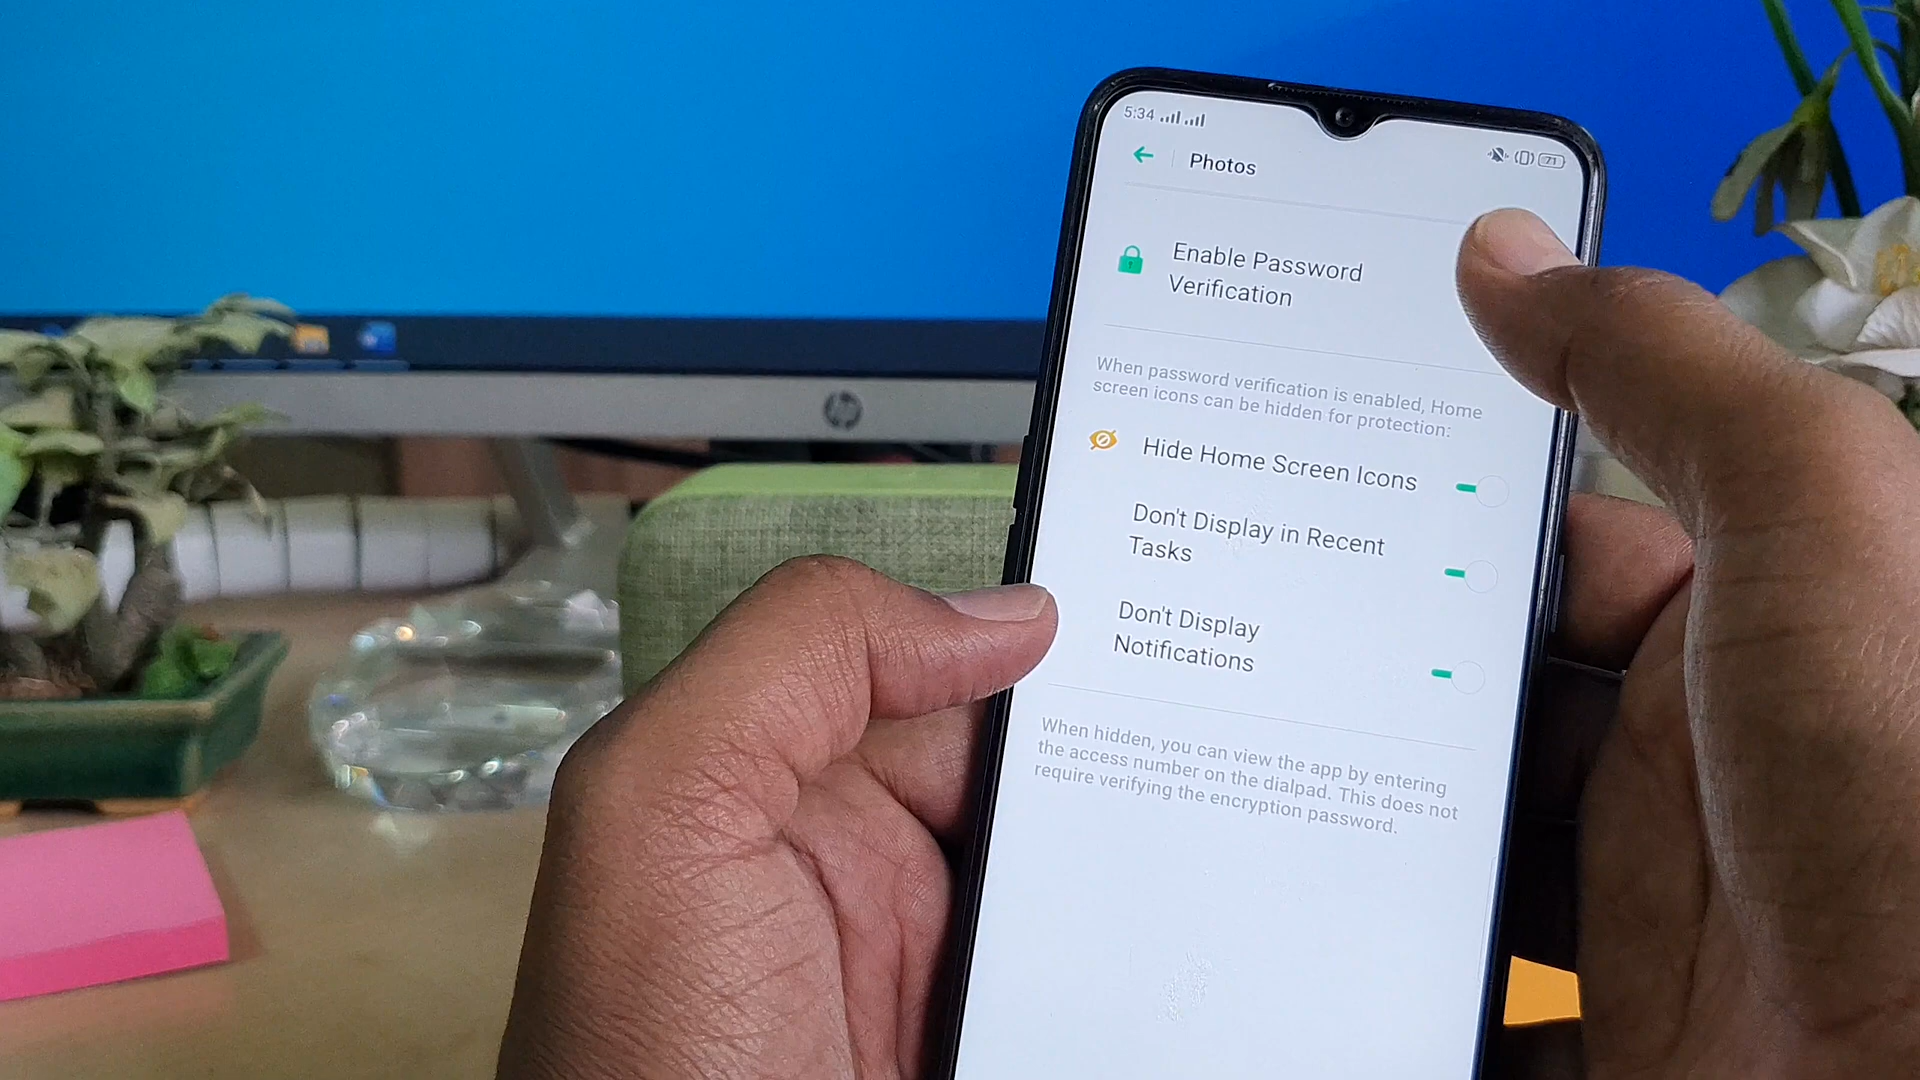 5:34
71
Photos
Enable Password
Verification
When password verification is enabled, Home
screen icons can be hidden for protection:
Hide Home Screen Icons
Don't Display in Recent
Tasks
Don't Display
Notifications
When hidden, you can view the app by entering
the access number on the dialpad. This does not
require verifying the encryption password.
hp